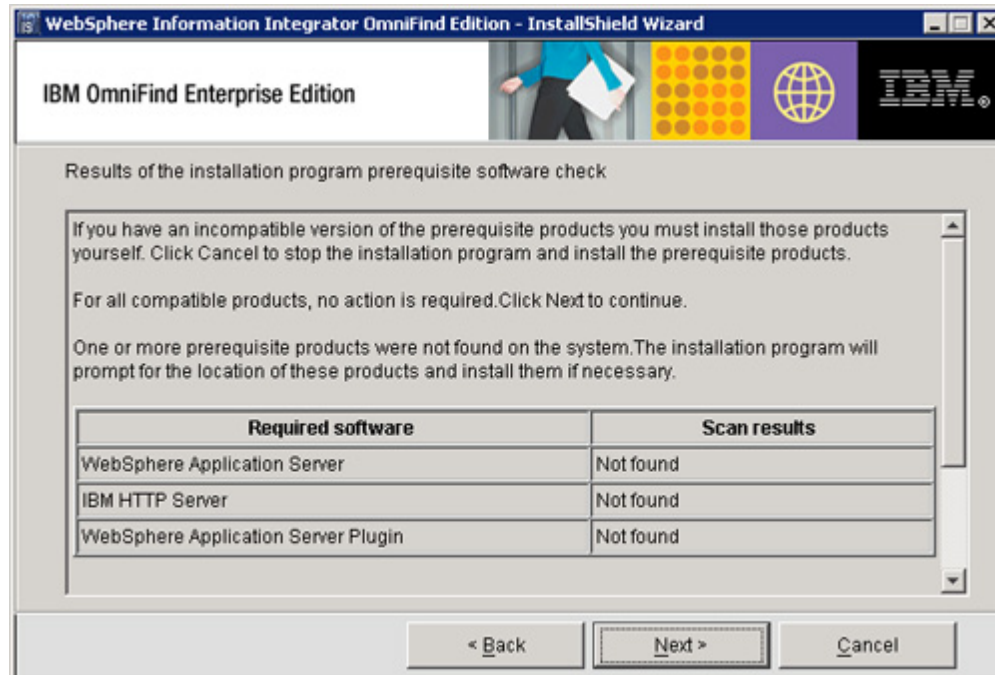 WebSphere Information Integrator OmniFind Edition - InstallShield Wizard
IBM OmniFind Enterprise Edition
IBM®
Results of the installation program prerequisite software check
If you have an incompatible version of the prerequisite products you must install those products
yourself. Click Cancel to stop the installation program and install the prerequisite products.
For all compatible products, no action is required.Click Next to continue.
One or more prerequisite products were not found on the system.The installation program will
prompt for the location of these products and install them if necessary.
Required software Scan results
WebSphere Application Server Not found
IBM HTTP Server Not found
WebSphere Application Server Plugin Not found
< Back Next > Cancel